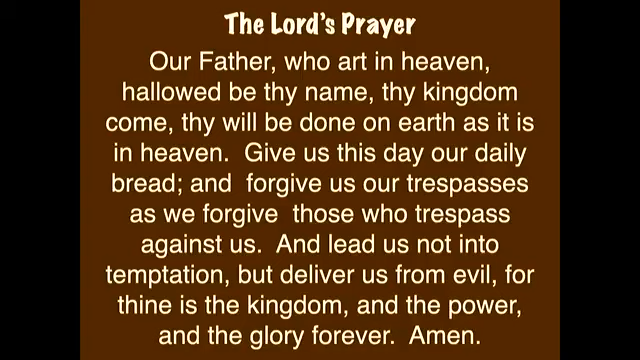 The Lord's Prayer
Our Father, who art in heaven,
hallowed be thy name, thy kingdom
come, thy will be done on earth as it is
in heaven.  Give us this day our daily
bread; and  forgive us our trespasses
as we forgive  those who trespass
against us.  And lead us not into
temptation, but deliver us from evil, for
thine is the kingdom, and the power,
and the glory forever.  Amen.